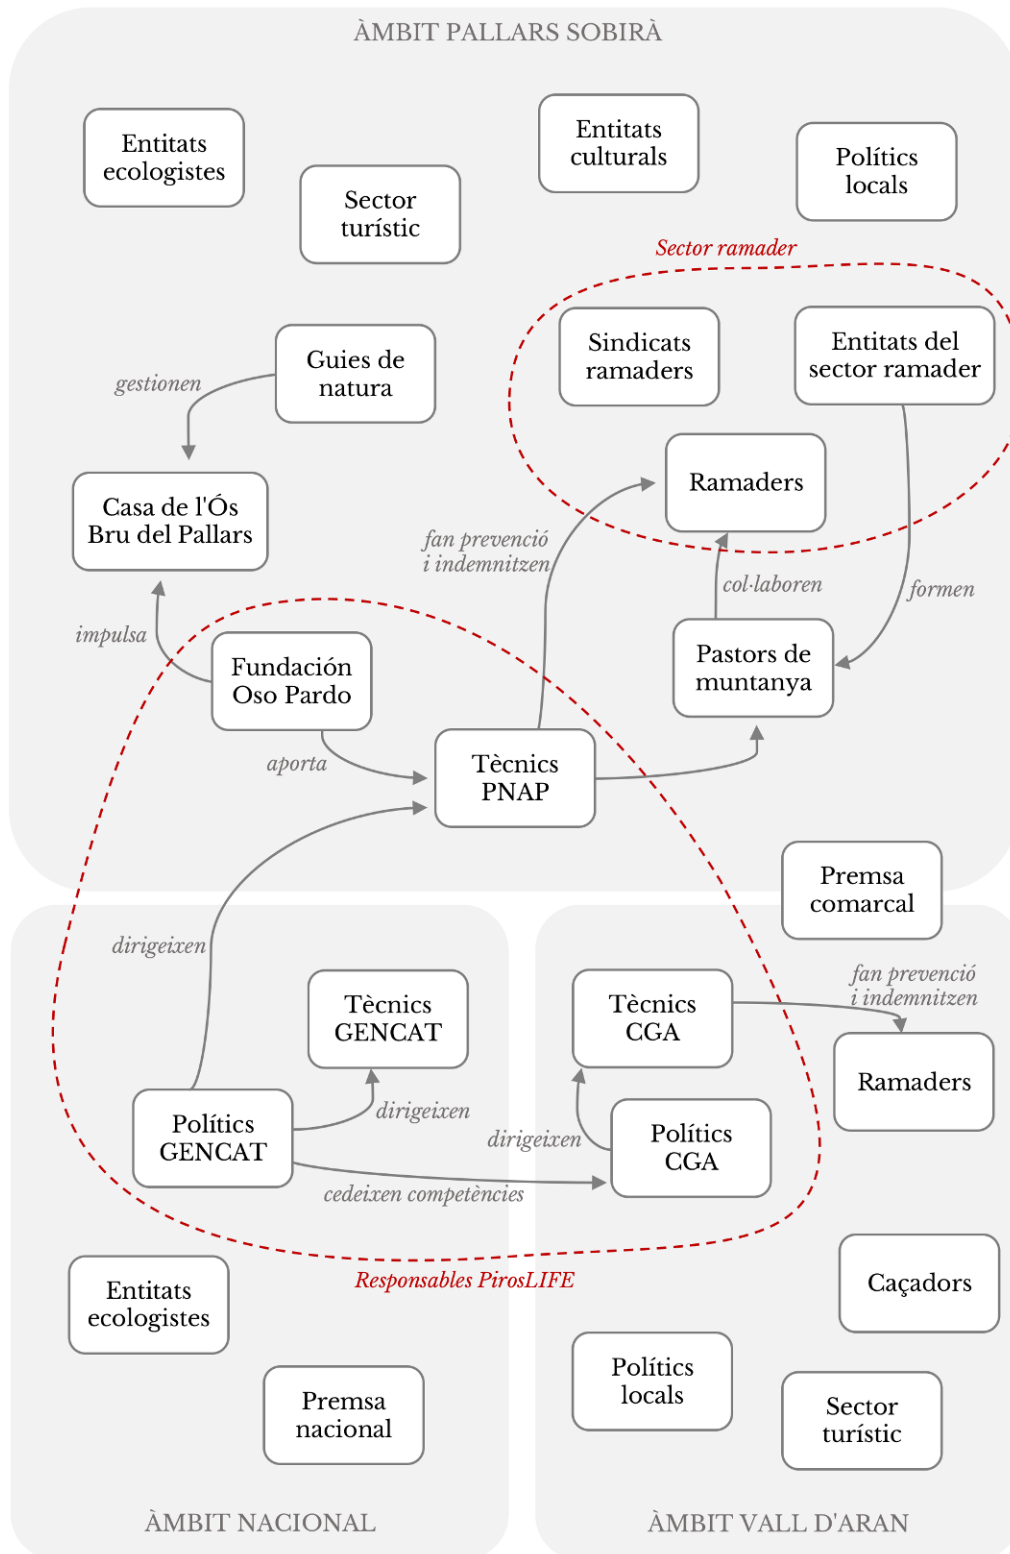 ÀMBIT PALLARS SOBIRÀ
Entitats
ecologistes
Sector
turístic
Entitats
culturals
Polítics
locals
Sector ramader
Sindicats
ramaders
Entitats del
sector ramader
Guies de
natura
gestionen
Ramaders
Casa de l'Ós
Bru del Pallars
fan prevenció
i indemnitzen
col·laboren
formen
impulsa
Fundación
Oso Pardo
Pastors de
muntanya
aporta
Tècnics
PNAP
Premsa
comarcal
dirigeixen
Tècnics
GENCAT
Tècnics
CGA
fan prevenció
i indemnitzen
Ramaders
dirigeixen
Polítics
GENCAT
dirigeixen
Polítics
CGA
cedeixen competències
Responsables PirosLIFE
Entitats
ecologistes
Caçadors
Premsa
nacional
Polítics
locals
Sector
turístic
ÀMBIT NACIONAL
ÀMBIT VALL D'ARAN